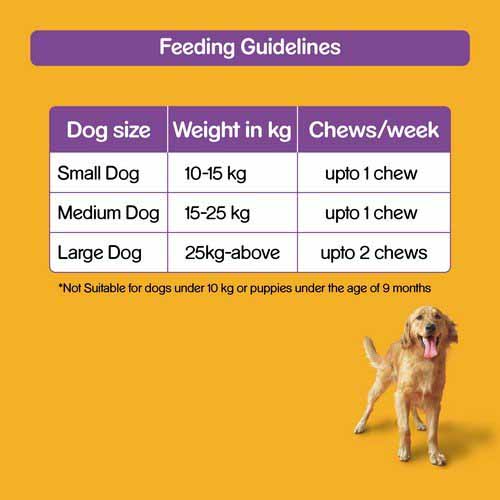 Feeding Guidelines
Dog size Weight in kg Chews/week
Small Dog 10-15 kg upto 1 chew
Medium Dog 15-25 kg upto 1 chew
Large Dog 25kg-above upto 2 chews
*Not Suitable for dogs under 10 kg or puppies under the age of 9 months